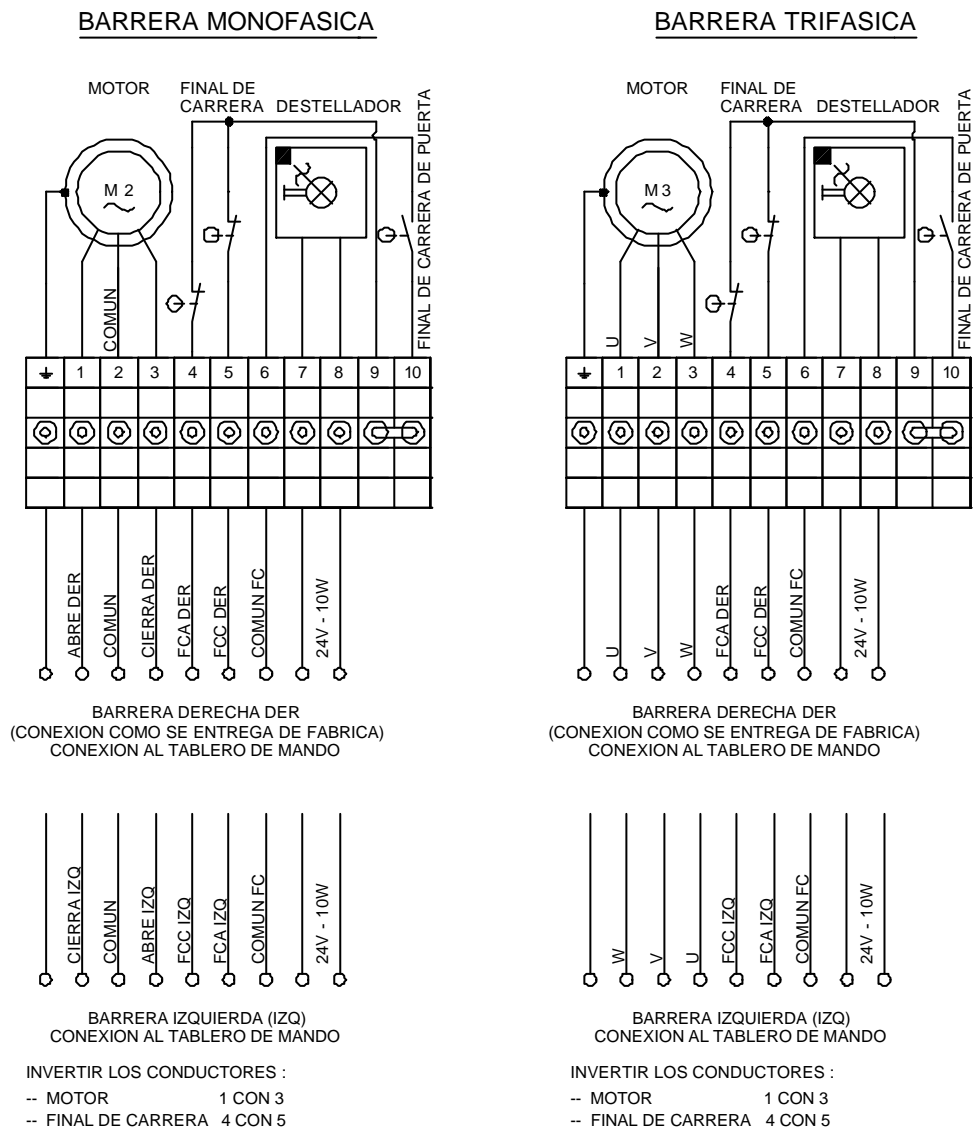 BARRERA MONOFASICA
MOTOR
FINAL DE
CARRERA
DESTELLADOR
FINAL DE CARRERA DE PUERTA
M 2
COMUN
1 2 3 4 5 6 7 8 9 10
ABRE DER
COMUN
CIERRA DER
FCA DER
FCC DER
COMUN FC
24V - 10W
BARRERA DERECHA DER
(CONEXION COMO SE ENTREGA DE FABRICA)
CONEXION AL TABLERO DE MANDO
CIERRA IZQ
COMUN
ABRE IZQ
FCC IZQ
FCA IZQ
COMUN FC
24V - 10W
BARRERA IZQUIERDA (IZQ)
CONEXION AL TABLERO DE MANDO
INVERTIR LOS CONDUCTORES :
-- MOTOR 1 CON 3
-- FINAL DE CARRERA 4 CON 5
BARRERA TRIFASICA
MOTOR
FINAL DE
CARRERA
DESTELLADOR
FINAL DE CARRERA DE PUERTA
M 3
U
V
W
1 2 3 4 5 6 7 8 9 10
U
V
W
FCA DER
FCC DER
COMUN FC
24V - 10W
BARRERA DERECHA DER
(CONEXION COMO SE ENTREGA DE FABRICA)
CONEXION AL TABLERO DE MANDO
W
V
U
FCC IZQ
FCA IZQ
COMUN FC
24V - 10W
BARRERA IZQUIERDA (IZQ)
CONEXION AL TABLERO DE MANDO
INVERTIR LOS CONDUCTORES :
-- MOTOR 1 CON 3
-- FINAL DE CARRERA 4 CON 5